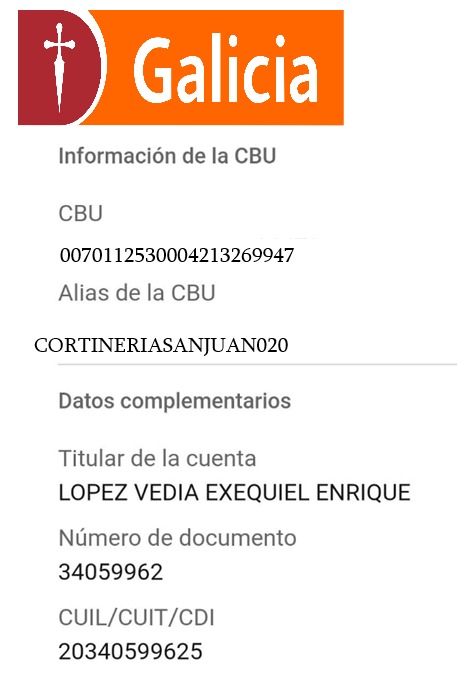 Galicia
Información de la CBU
CBU
0070112530004213269947
Alias de la CBU
CORTINERIASANJUAN020
Datos complementarios
Titular de la cuenta
LOPEZ VEDIA EXEQUIEL ENRIQUE
Número de documento
34059962
CUIL/CUIT/CDI
20340599625